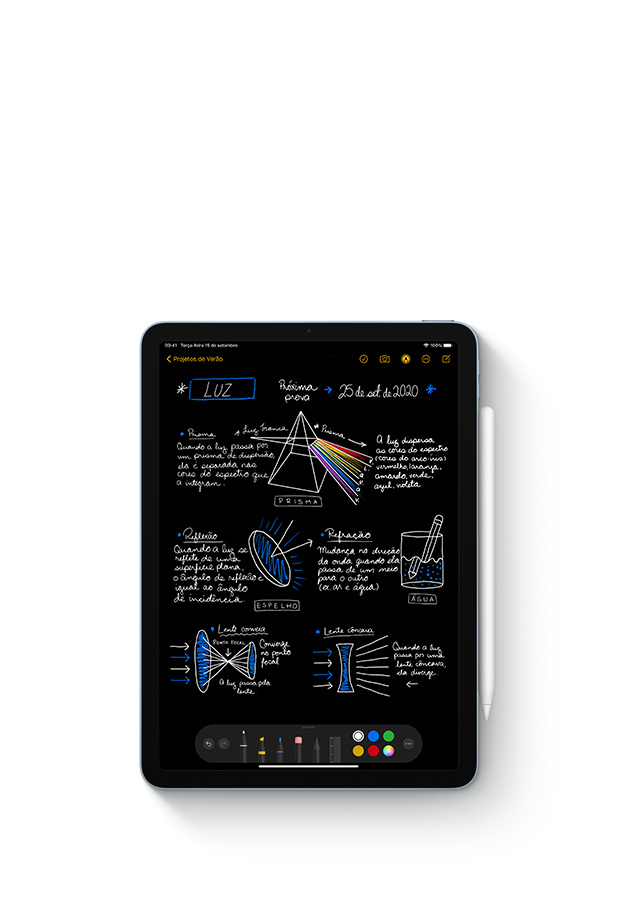 09:41 Terça-feira 15 de setembro
100%
Projetos de Verão
LUZ
Próxima
prova
25 de set. de 2020
Prisma
Quando a luz passa por
um prisma de dispersão,
ela é separada nas
cores do espectro que
a integram.
Luz branca
Prisma
PRISMA
A luz dispersa
as cores do espectro
(cores do arco-íris)
vermelho, laranja,
amarelo, verde,
azul, violeta.
Reflexão
Quando a luz se
reflete de uma
superfície plana,
o ângulo de reflexão é
igual ao ângulo
de incidência.
ESPELHO
Refração
Mudança na direção
da onda quando ela
passa de um meio
para o outro
(ex. ar e água)
ÁGUA
Lente convexa
PONTO FOCAL
Converge
no ponto
focal
A luz passa pela
lente
Lente côncava
Quando a luz
passa por uma
lente côncava,
ela diverge.